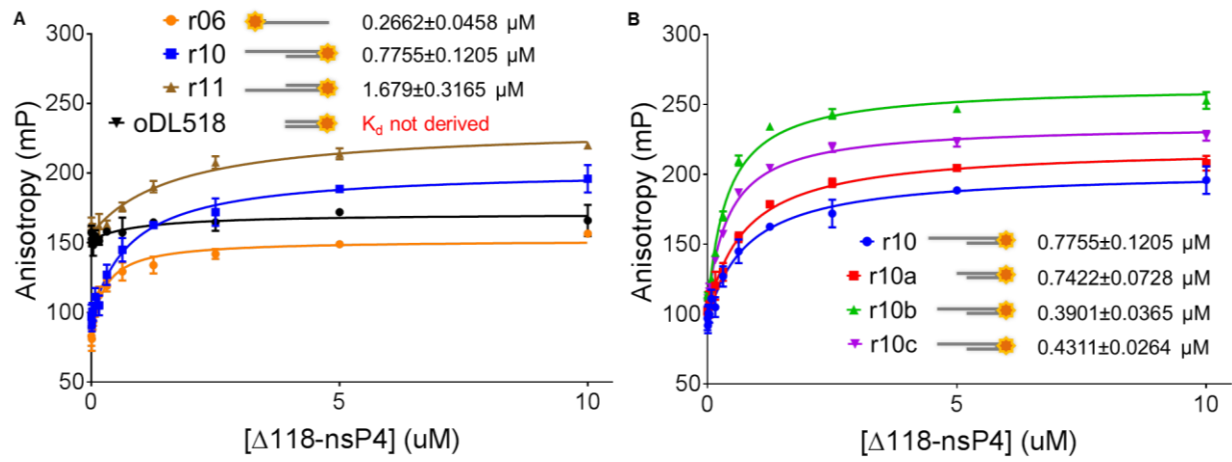 A
300
250
200
150
100
50
Anisotropy (mP)
r06 0.2662±0.0458 µM
r10 0.7755±0.1205 µM
r11 1.679±0.3165 µM
oDL518 Kd not derived
0 5 10
[Δ118-nsP4] (uM)
B
300
250
200
150
100
50
Anisotropy (mP)
r10 0.7755±0.1205 µM
r10a 0.7422±0.0728 µM
r10b 0.3901±0.0365 µM
r10c 0.4311±0.0264 µM
0 5 10
[Δ118-nsP4] (uM)